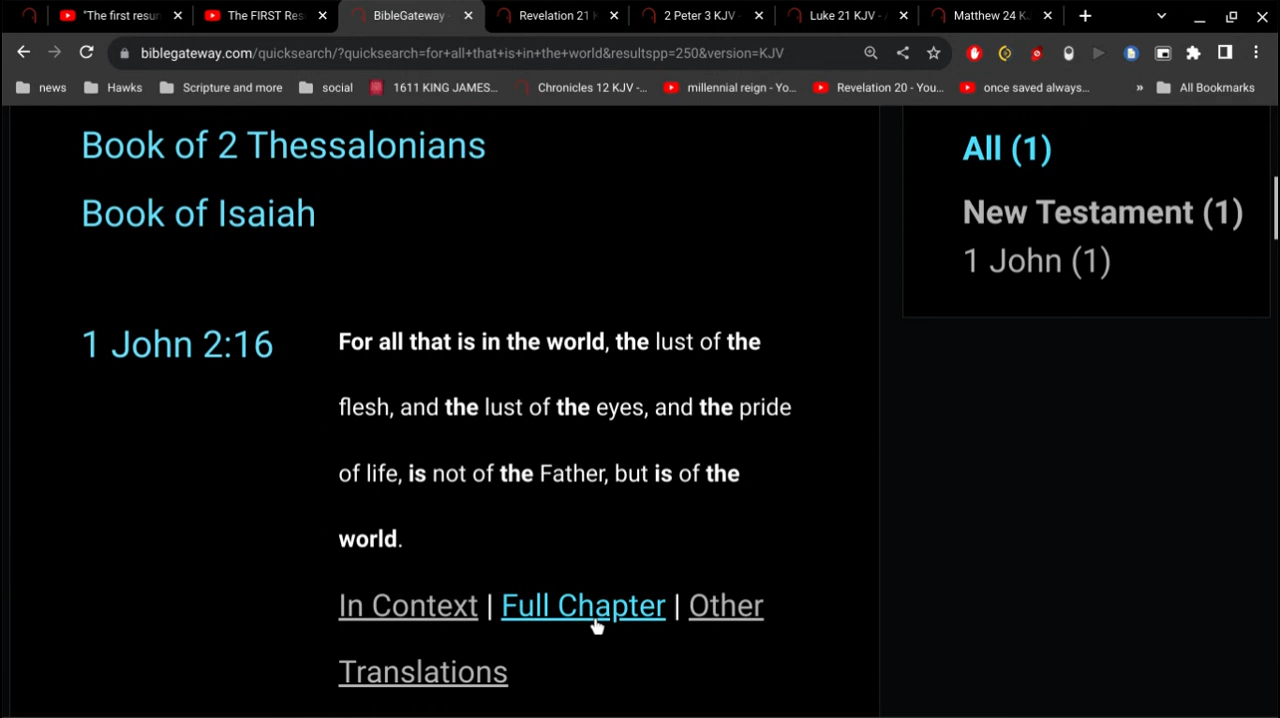 "The first resur
The FIRST Res
BibleGateway -
Revelation 21 K
2 Peter 3 KJV -
Luke 21 KJV - A
Matthew 24 KJ
biblegateway.com/quicksearch/?quicksearch=for+all+that+is+in+the+world&resultspp=250&version=KJV
news
Hawks
Scripture and more
social
1611 KING JAMES...
Chronicles 12 KJV -...
millennial reign - Yo...
Revelation 20 - You...
once saved always...
»
All Bookmarks
Book of 2 Thessalonians
Book of Isaiah
All (1)
New Testament (1)
1 John (1)
1 John 2:16
For all that is in the world, the lust of the
flesh, and the lust of the eyes, and the pride
of life, is not of the Father, but is of the
world.
In Context | Full Chapter | Other
Translations